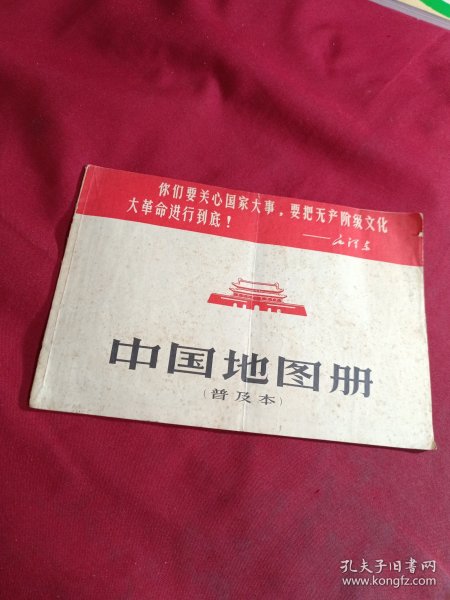 你们要关心国家大事，要把无产阶级文化
大革命进行到底！
——毛泽东
中国地图册
（普及本）
孔夫子旧书网
www.kongfz.com